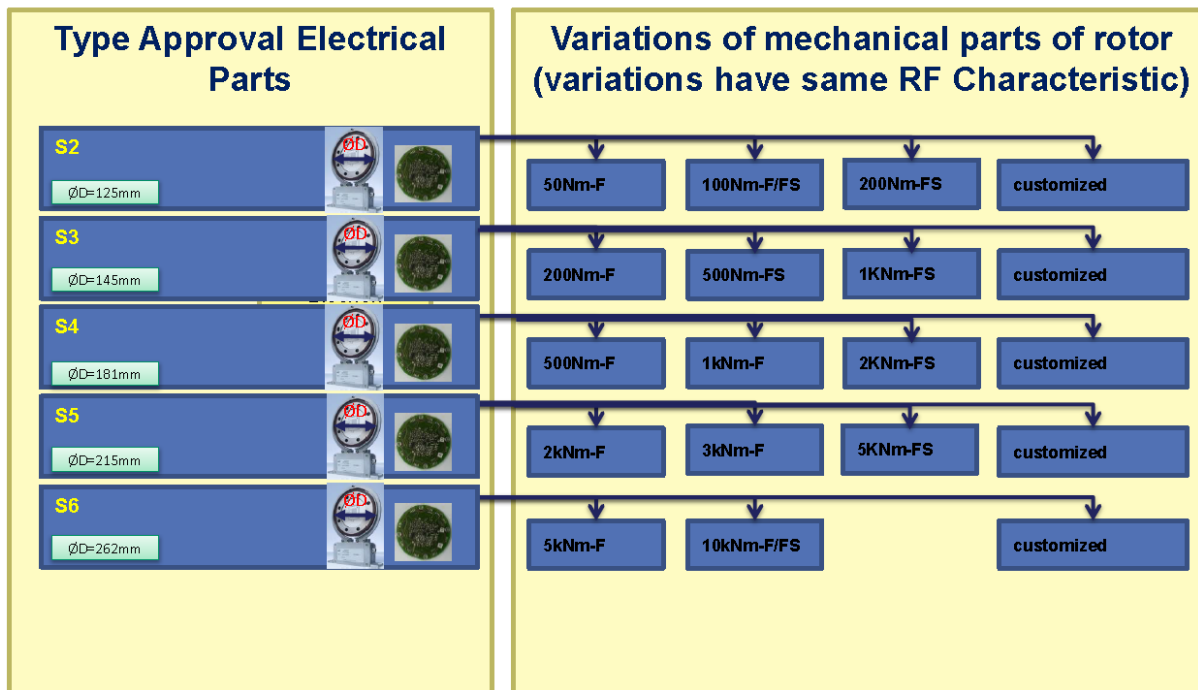 Type Approval Electrical
Parts
Variations of mechanical parts of rotor
(variations have same RF Characteristic)
S2
ØD
ØD=125mm
50Nm-F
100Nm-F/FS
200Nm-FS
customized
S3
ØD
ØD=145mm
200Nm-F
500Nm-FS
1KNm-FS
customized
S4
ØD
ØD=181mm
500Nm-F
1kNm-F
2KNm-FS
customized
S5
ØD
ØD=215mm
2kNm-F
3kNm-F
5KNm-FS
customized
S6
ØD
ØD=262mm
5kNm-F
10kNm-F/FS
customized